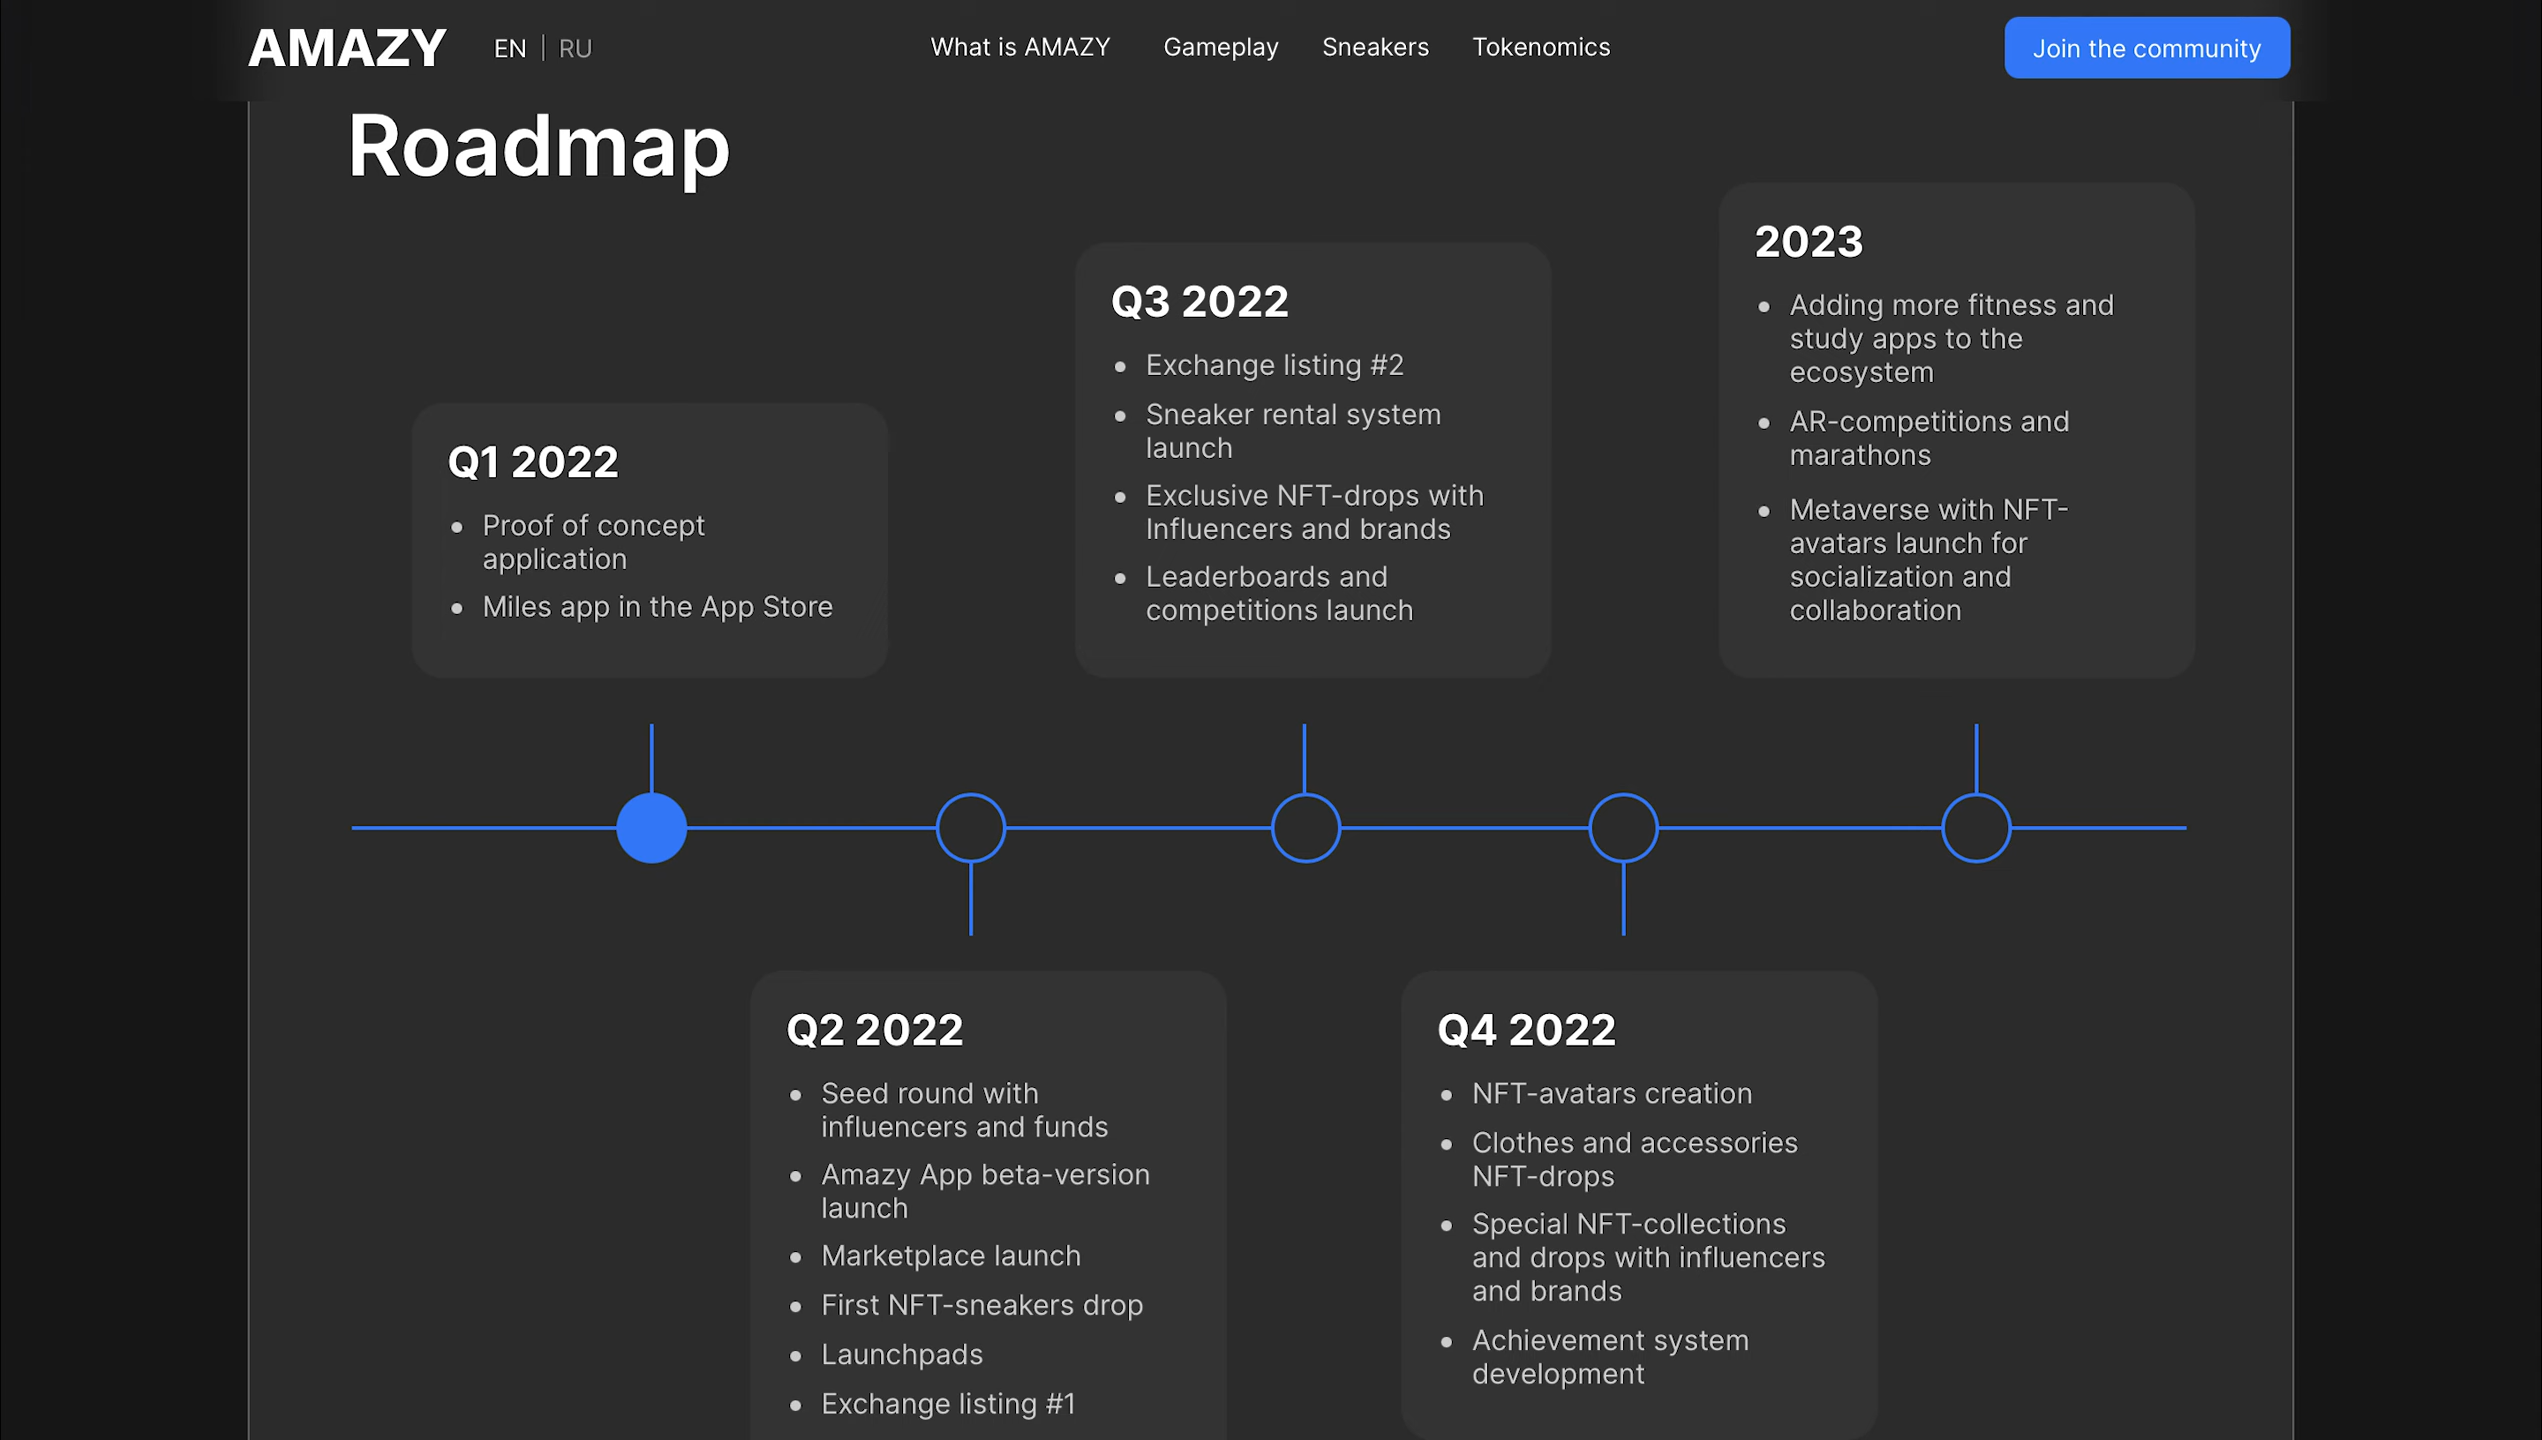 AMAZY
EN | RU
What is AMAZY
Gameplay
Sneakers
Tokenomics
Join the community
Roadmap
Q1 2022
• Proof of concept
application
• Miles app in the App Store
Q2 2022
• Seed round with
influencers and funds
• Amazy App beta-version
launch
• Marketplace launch
• First NFT-sneakers drop
• Launchpads
• Exchange listing #1
Q3 2022
• Exchange listing #2
• Sneaker rental system
launch
• Exclusive NFT-drops with
Influencers and brands
• Leaderboards and
competitions launch
Q4 2022
• NFT-avatars creation
• Clothes and accessories
NFT-drops
• Special NFT-collections
and drops with influencers
and brands
• Achievement system
development
2023
• Adding more fitness and
study apps to the
ecosystem
• AR-competitions and
marathons
• Metaverse with NFT-
avatars launch for
socialization and
collaboration